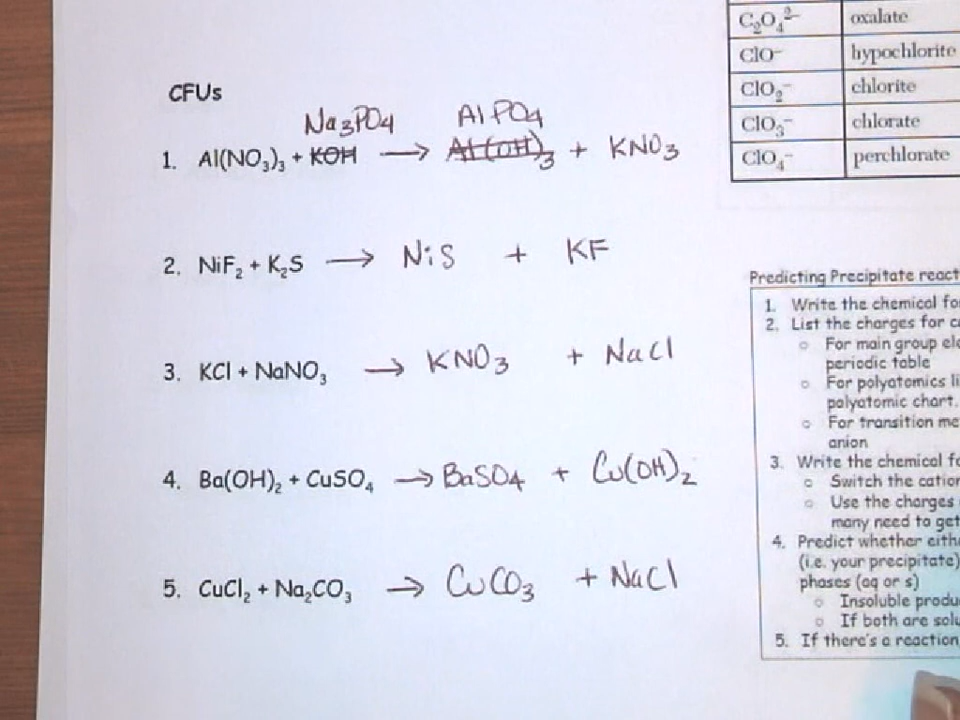 C₂O₄²⁻ oxalate
ClO⁻ hypochlorite
ClO₂⁻ chlorite
ClO₃⁻ chlorate
ClO₄⁻ perchlorate
CFUs
Na₃PO₄ AlPO₄
1. Al(NO₃)₃ + KOH → Al(OH)₃ + KNO₃
2. NiF₂ + K₂S → NiS + KF
3. KCl + NaNO₃ → KNO₃ + NaCl
4. Ba(OH)₂ + CuSO₄ → BaSO₄ + Cu(OH)₂
5. CuCl₂ + Na₂CO₃ → CuCO₃ + NaCl
Predicting Precipitate react
1. Write the chemical fo
2. List the charges for c
o For main group ele
periodic table
o For polyatomics li
polyatomic chart.
o For transition me
anion
3. Write the chemical fo
o Switch the cation
o Use the charges
many need to get
4. Predict whether eith
(i.e. your precipitate)
phases (aq or s)
o Insoluble produ
o If both are solu
5. If there's a reaction,